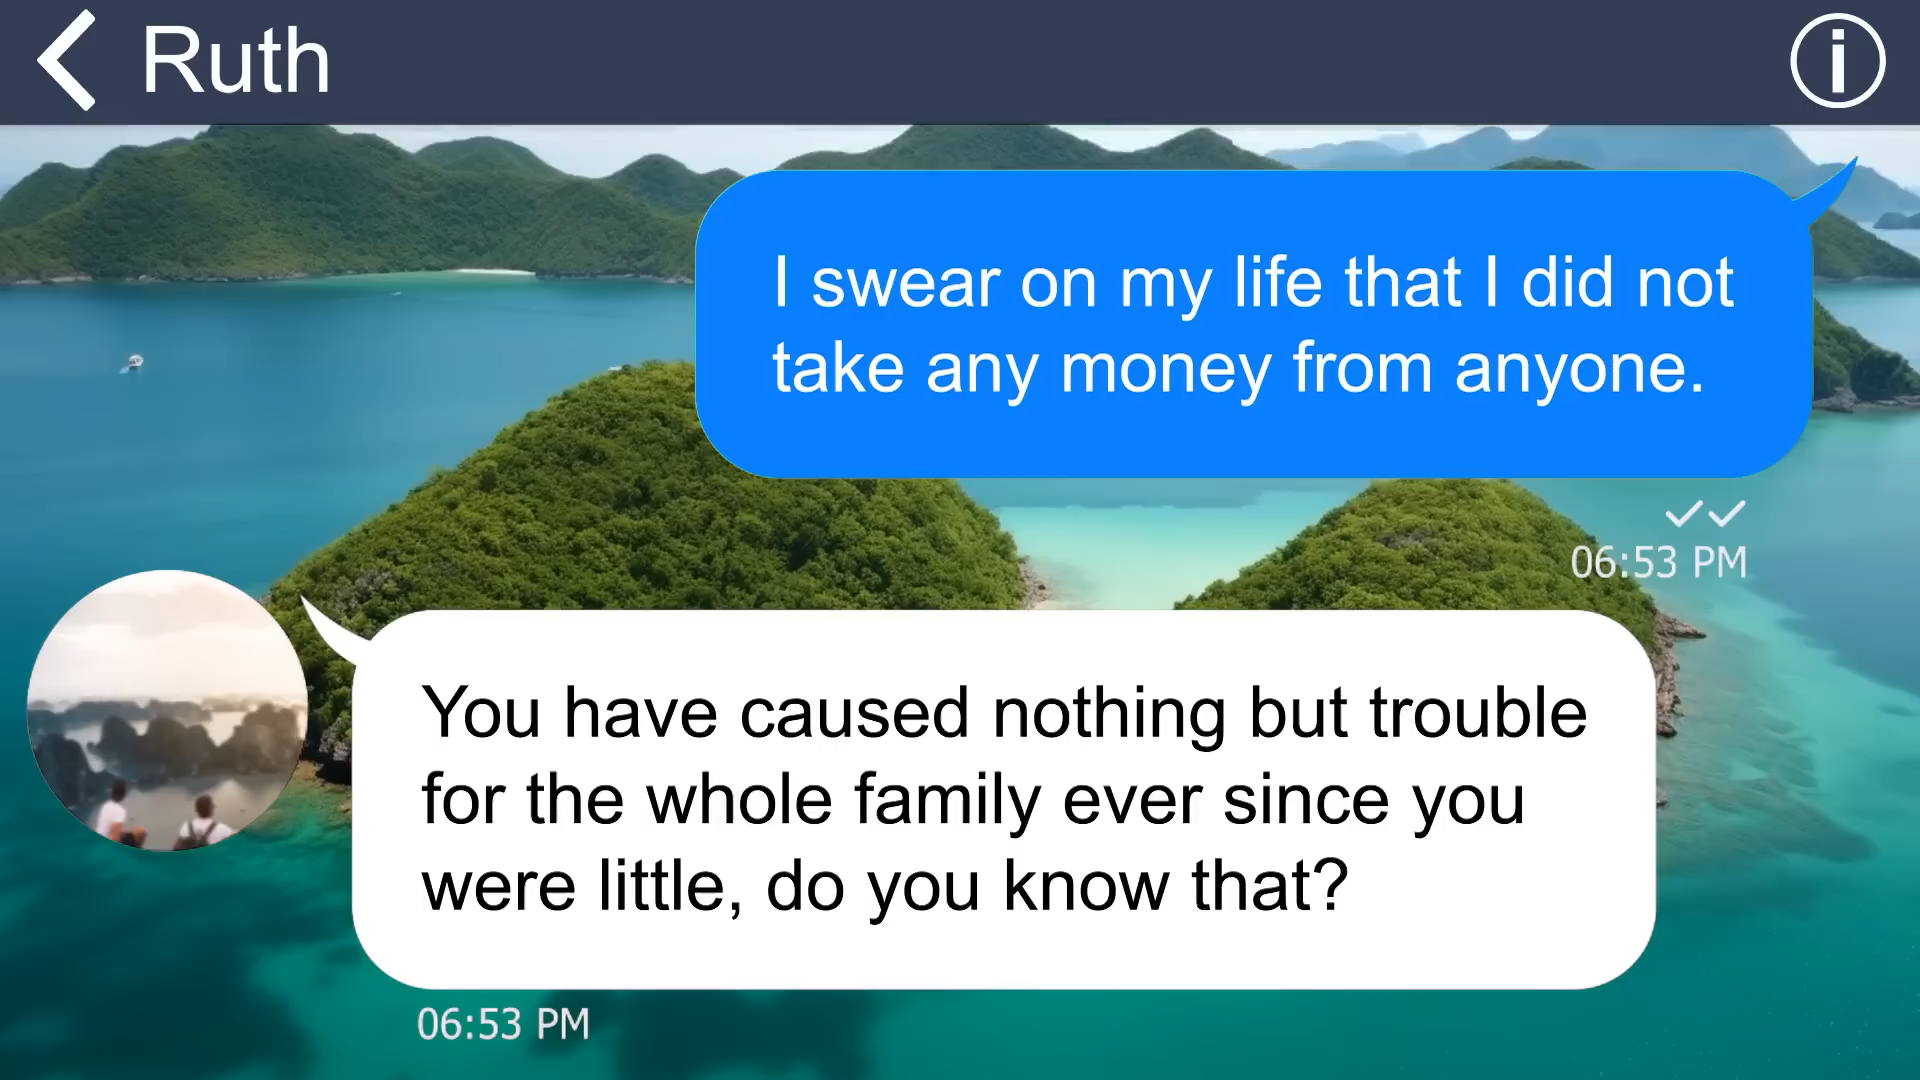 Ruth
I swear on my life that I did not
take any money from anyone.
06:53 PM
You have caused nothing but trouble
for the whole family ever since you
were little, do you know that?
06:53 PM